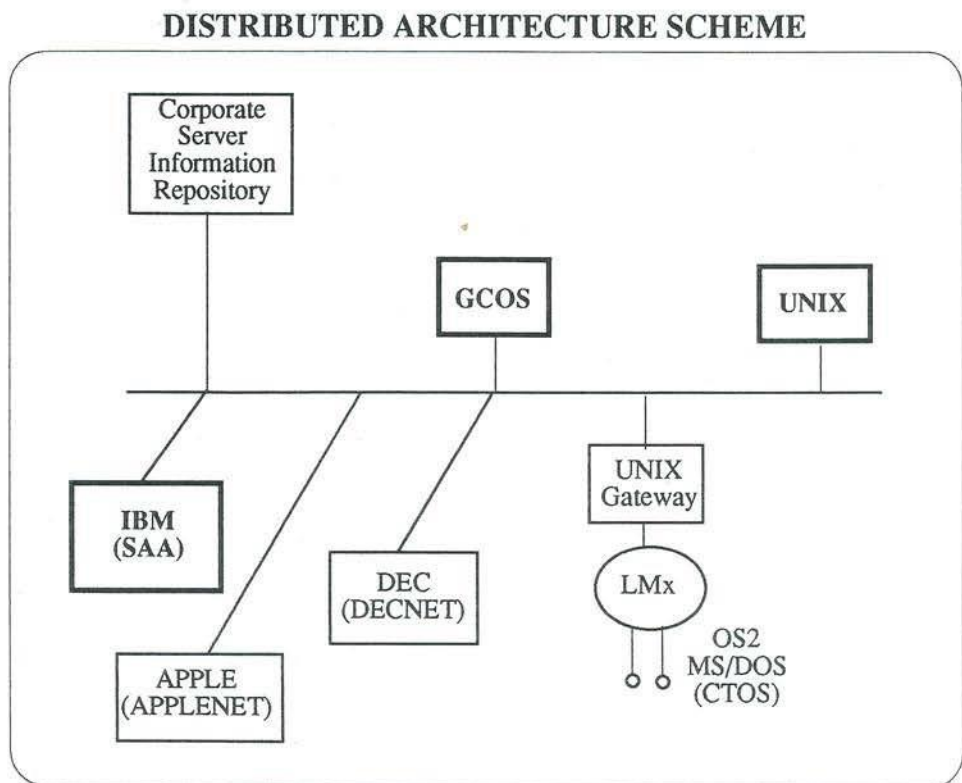 DISTRIBUTED ARCHITECTURE SCHEME
Corporate
Server
Information
Repository
GCOS
UNIX
IBM
(SAA)
UNIX
Gateway
DEC
(DECNET)
LMx
APPLE
(APPLENET)
OS2
MS/DOS
(CTOS)